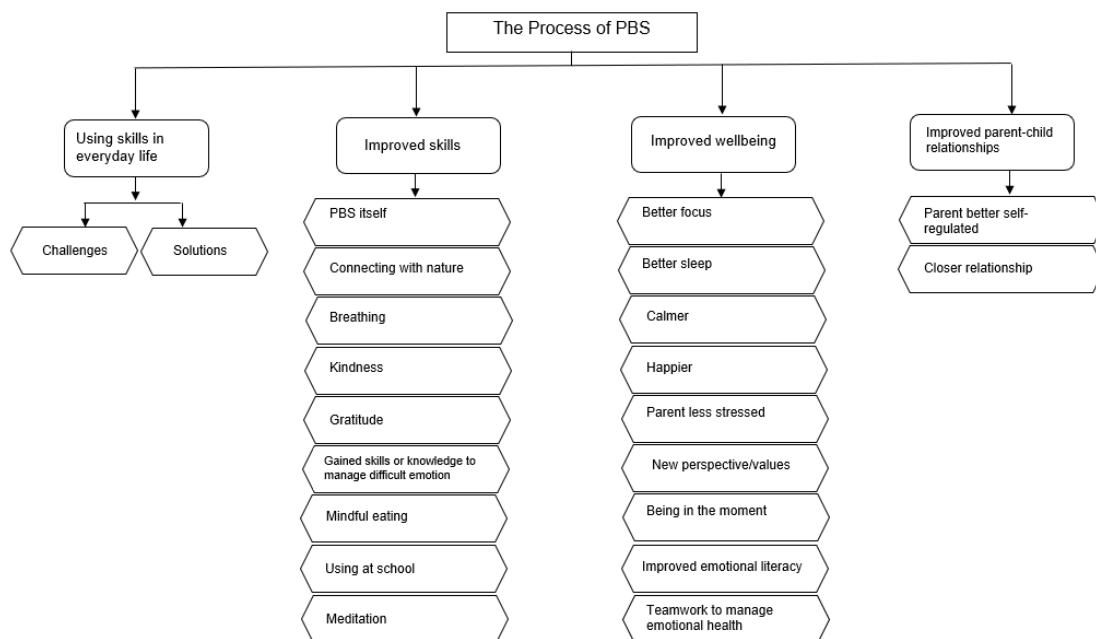 The Process of PBS
Using skills in
everyday life
Challenges
Solutions
Improved skills
PBS itself
Connecting with nature
Breathing
Kindness
Gratitude
Gained skills or knowledge to
manage difficult emotion
Mindful eating
Using at school
Meditation
Improved wellbeing
Better focus
Better sleep
Calmer
Happier
Parent less stressed
New perspective/values
Being in the moment
Improved emotional literacy
Teamwork to manage
emotional health
Improved parent-child
relationships
Parent better self-
regulated
Closer relationship